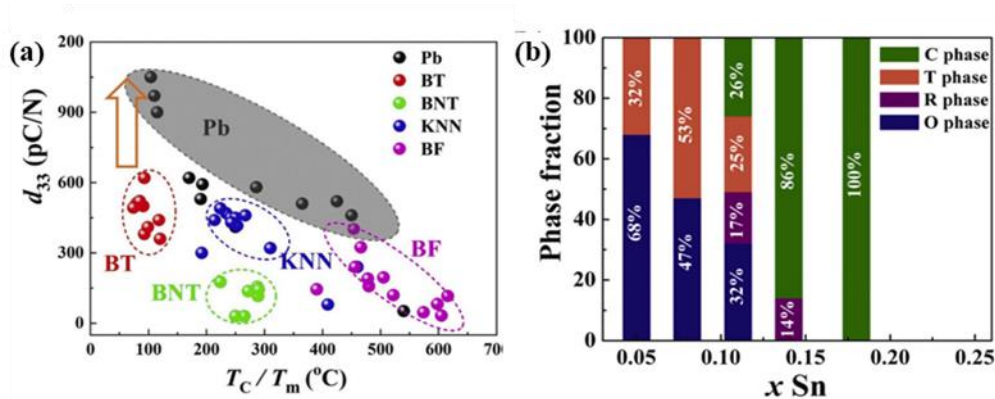 (a)
1200
900
600
300
0
d33 (pC/N)
Pb
BT
BNT
KNN
BF
Pb
BT
KNN
BF
BNT
0 100 200 300 400 500 600 700
TC / Tm (oC)
(b)
100
80
60
40
20
0
Phase fraction
C phase
T phase
R phase
O phase
32%
68%
53%
47%
26%
25%
17%
32%
86%
14%
100%
0.05 0.10 0.15 0.20 0.25
x Sn